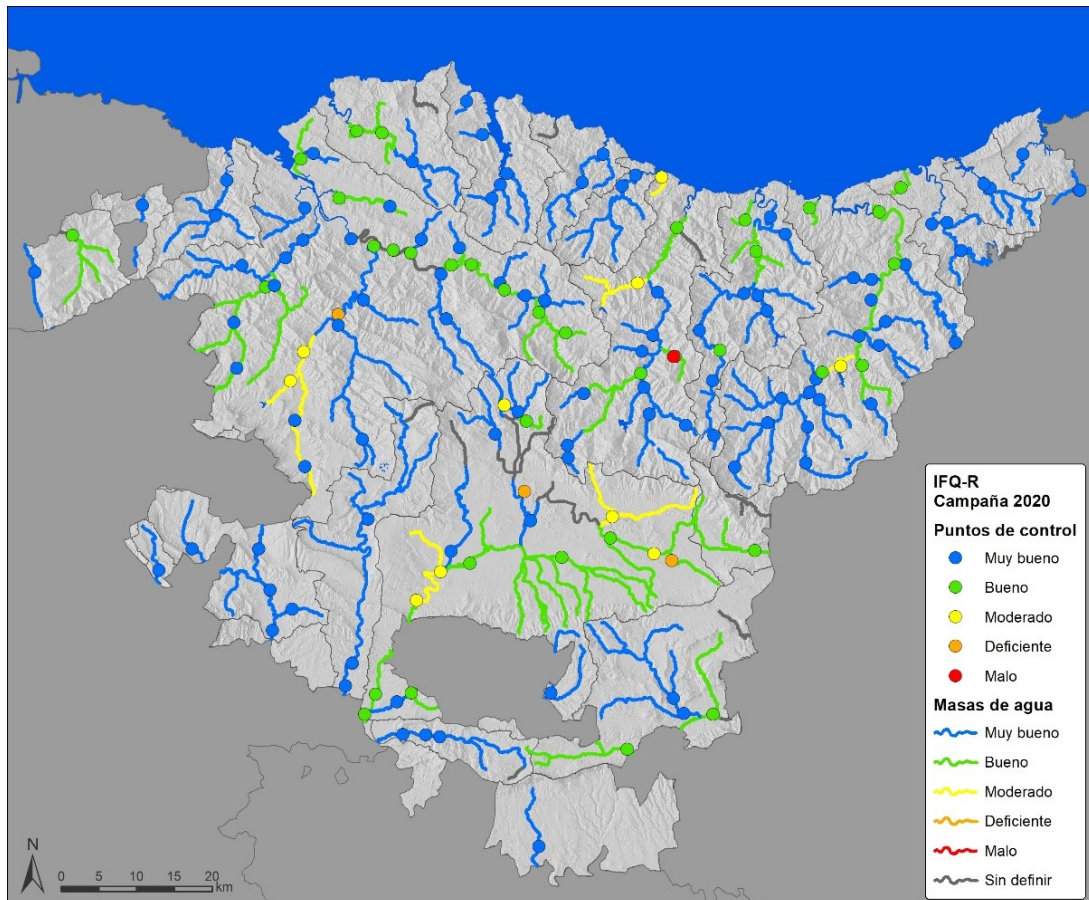 IFQ-R
Campaña 2020
Puntos de control
Muy bueno
Bueno
Moderado
Deficiente
Malo
Masas de agua
Muy bueno
Bueno
Moderado
Deficiente
Malo
Sin definir
N
0 5 10 15 20
km